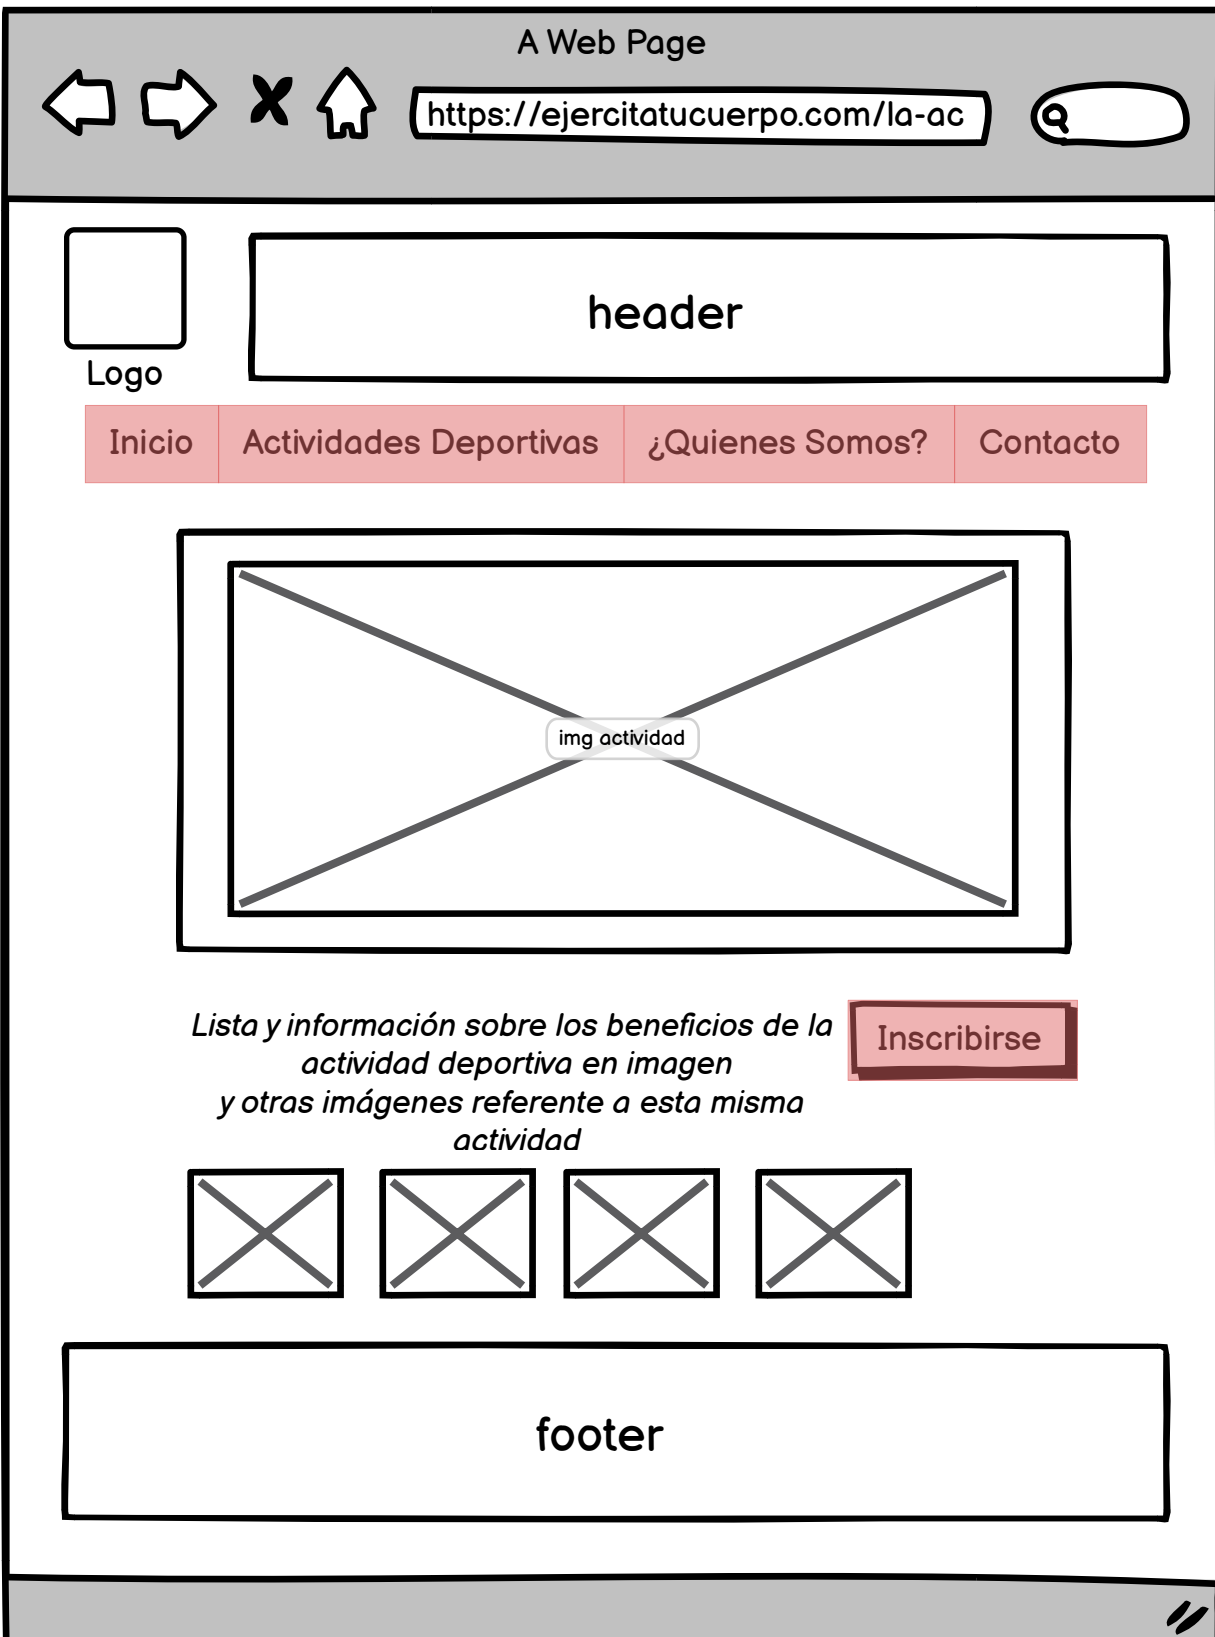 A Web Page
https://ejercitatucuerpo.com/la-ac
header
Logo
Inicio
Actividades Deportivas
¿Quienes Somos?
Contacto
img actividad
Lista y información sobre los beneficios de la
actividad deportiva en imagen
y otras imágenes referente a esta misma
actividad
Inscribirse
footer